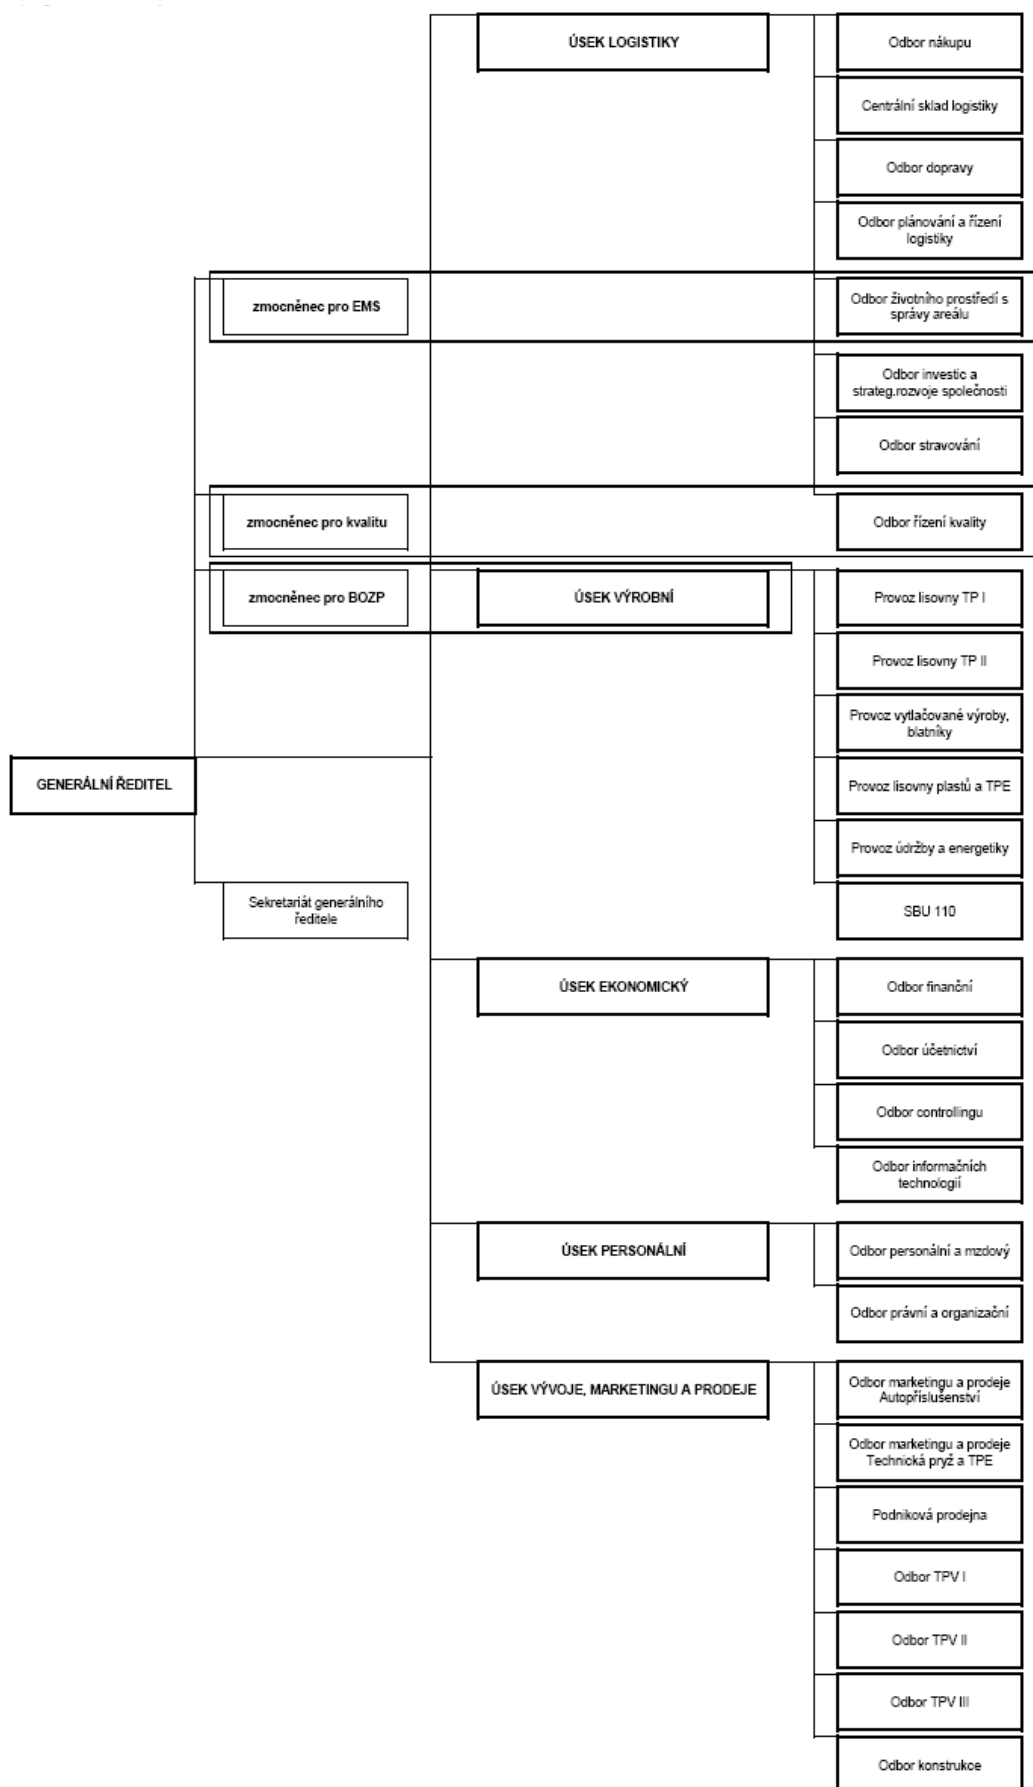 ÚSEK LOGISTIKY
Odbor nákupu
Centrální sklad logistiky
Odbor dopravy
Odbor plánování a řízení
logistiky
zmocněnec pro EMS
Odbor životního prostředí s
správy areálu
Odbor investic a
strateg.rozvoje společnosti
Odbor stravování
zmocněnec pro kvalitu
Odbor řízení kvality
zmocněnec pro BOZP
ÚSEK VÝROBNÍ
Provoz lisovny TP I
Provoz lisovny TP II
Provoz vytlačované výroby,
blatníky
GENERÁLNÍ ŘEDITEL
Provoz lisovny plastů a TPE
Provoz údržby a energetiky
Sekretariát generálního
ředitele
SBU 110
ÚSEK EKONOMICKÝ
Odbor finanční
Odbor účetnictví
Odbor controllingu
Odbor informačních
technologií
ÚSEK PERSONÁLNÍ
Odbor personální a mzdový
Odbor právní a organizační
ÚSEK VÝVOJE, MARKETINGU A PRODEJE
Odbor marketingu a prodeje
Autopříslušenství
Odbor marketingu a prodeje
Technická pryž a TPE
Podniková prodejna
Odbor TPV I
Odbor TPV II
Odbor TPV III
Odbor konstrukce